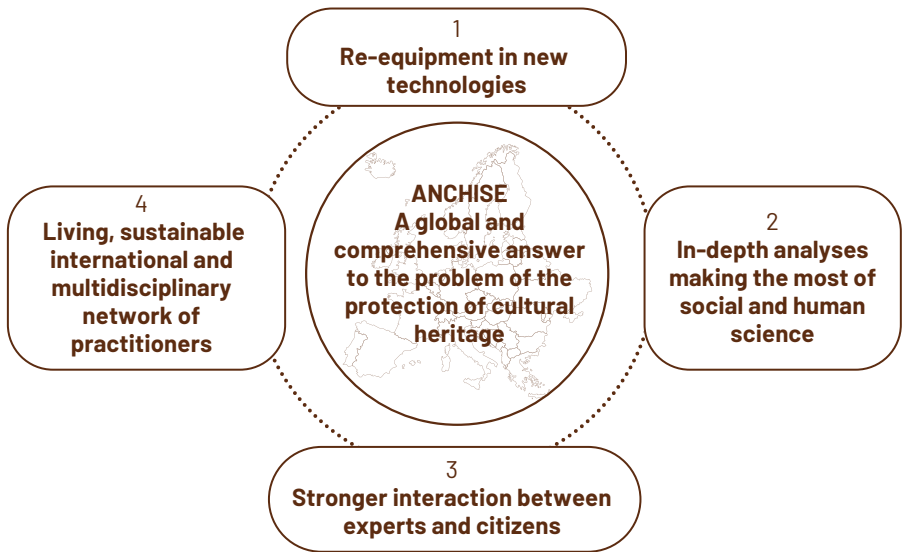 1
Re-equipment in new
technologies
ANCHISE
A global and
comprehensive answer
to the problem of the
protection of cultural
heritage
2
In-depth analyses
making the most of
social and human
science
3
Stronger interaction between
experts and citizens
4
Living, sustainable
international and
multidisciplinary
network of
practitioners